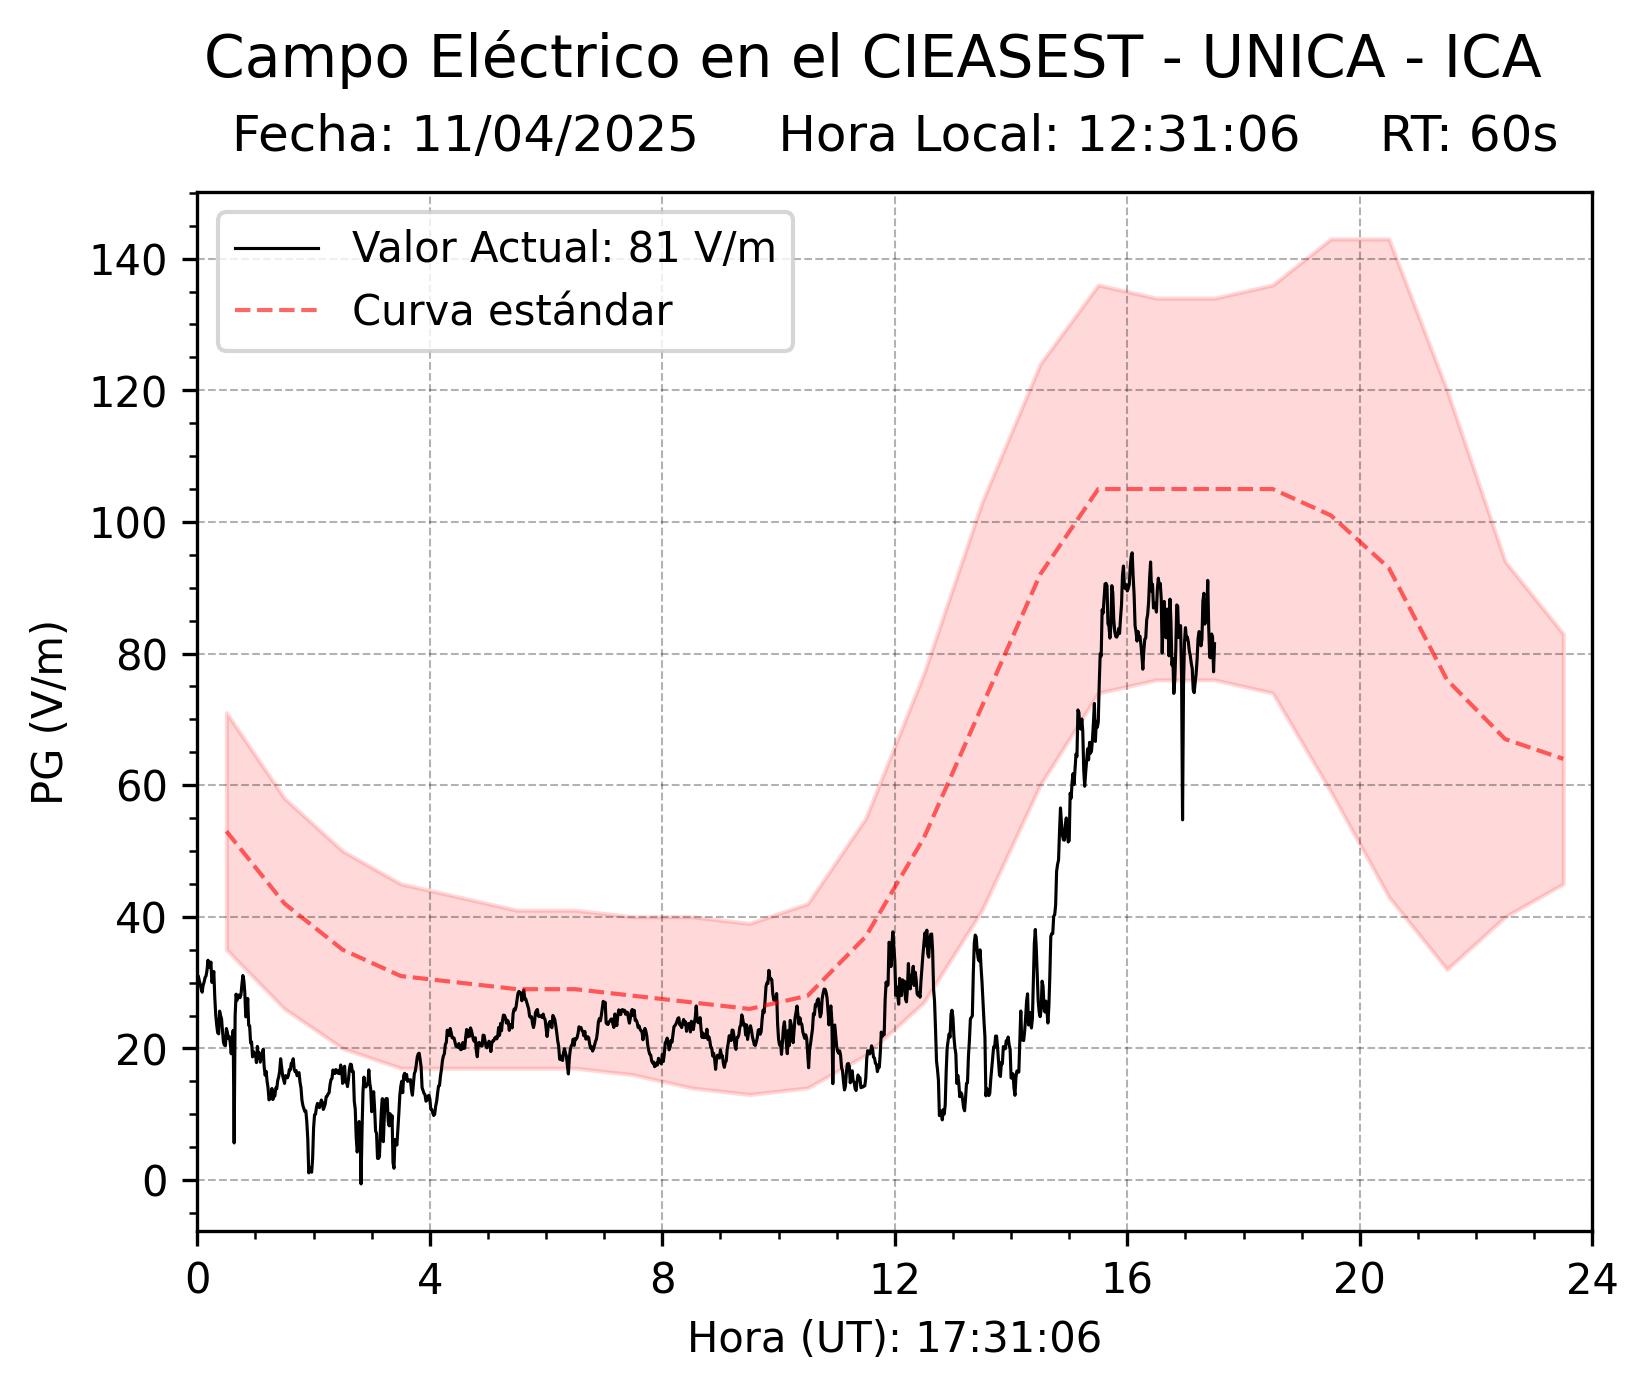 Campo Eléctrico en el CIEASEST - UNICA - ICA
Fecha: 11/04/2025 Hora Local: 12:31:06 RT: 60s
Valor Actual: 81 V/m
Curva estándar
PG (V/m)
140
120
100
80
60
40
20
0
0 4 8 12 16 20 24
Hora (UT): 17:31:06